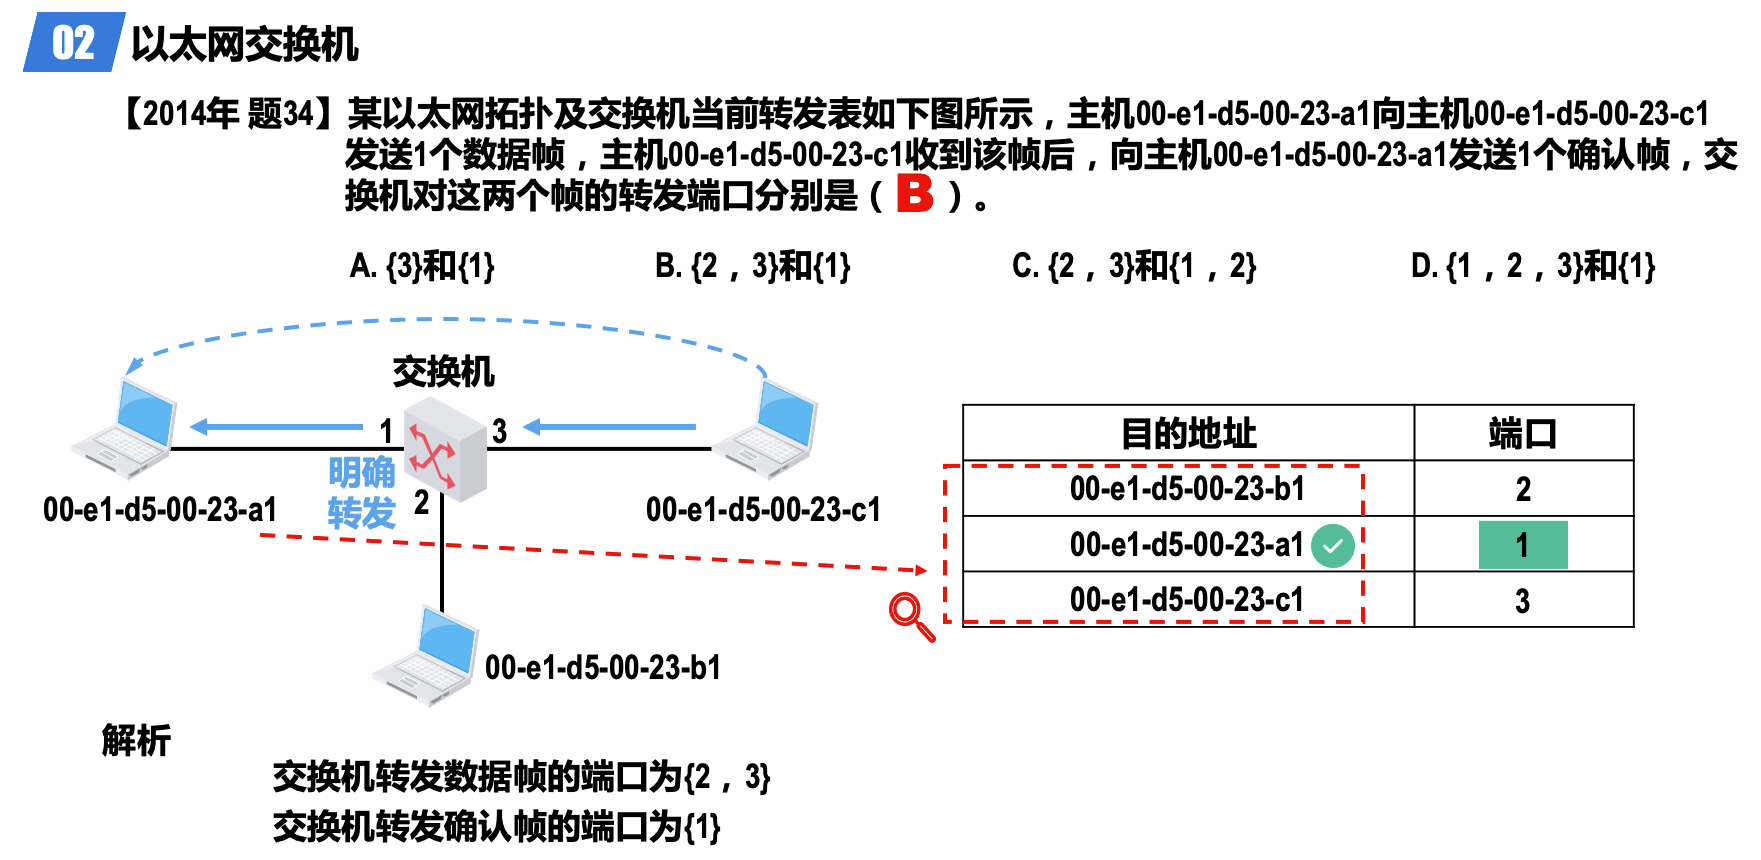 02 以太网交换机
【2014年 题34】某以太网拓扑及交换机当前转发表如下图所示，主机00-e1-d5-00-23-a1向主机00-e1-d5-00-23-c1
发送1个数据帧，主机00-e1-d5-00-23-c1收到该帧后，向主机00-e1-d5-00-23-a1发送1个确认帧，交
换机对这两个帧的转发端口分别是（ B ）。
A. {3}和{1} B. {2，3}和{1} C. {2，3}和{1，2} D. {1，2，3}和{1}
交换机
1
3
明确
转发
2
00-e1-d5-00-23-a1
00-e1-d5-00-23-c1
00-e1-d5-00-23-b1
目的地址 端口
00-e1-d5-00-23-b1 2
00-e1-d5-00-23-a1 1
00-e1-d5-00-23-c1 3
解析
交换机转发数据帧的端口为{2，3}
交换机转发确认帧的端口为{1}